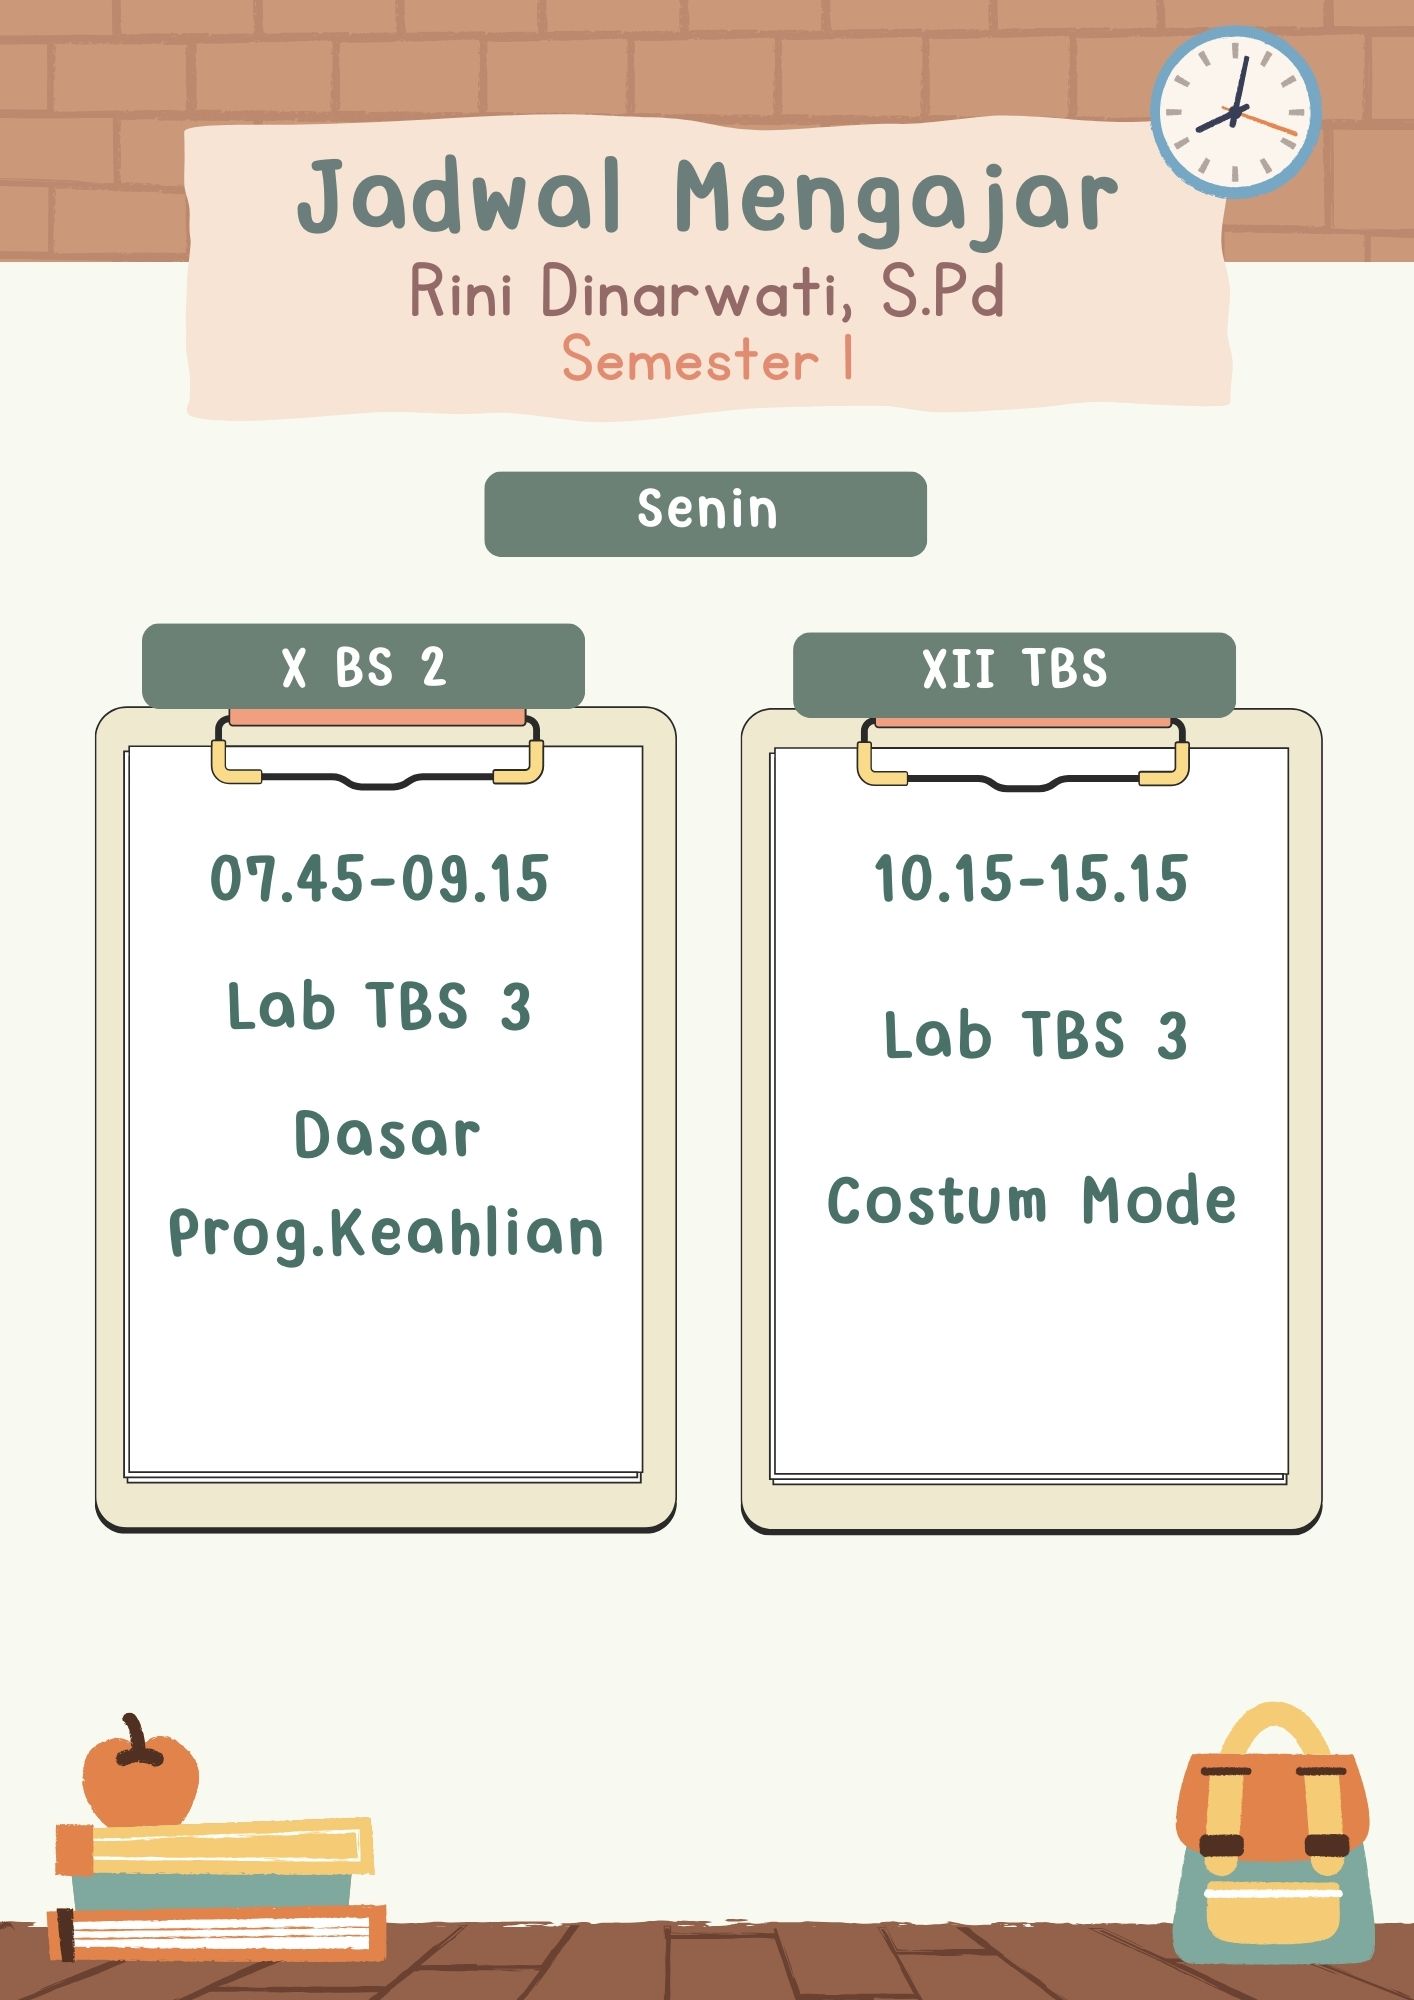 Jadwal Mengajar
Rini Dinarwati, S.Pd
Semester 1
Senin
X BS 2
07.45-09.15
Lab TBS 3
Dasar
Prog.Keahlian
XII TBS
10.15-15.15
Lab TBS 3
Costum Mode